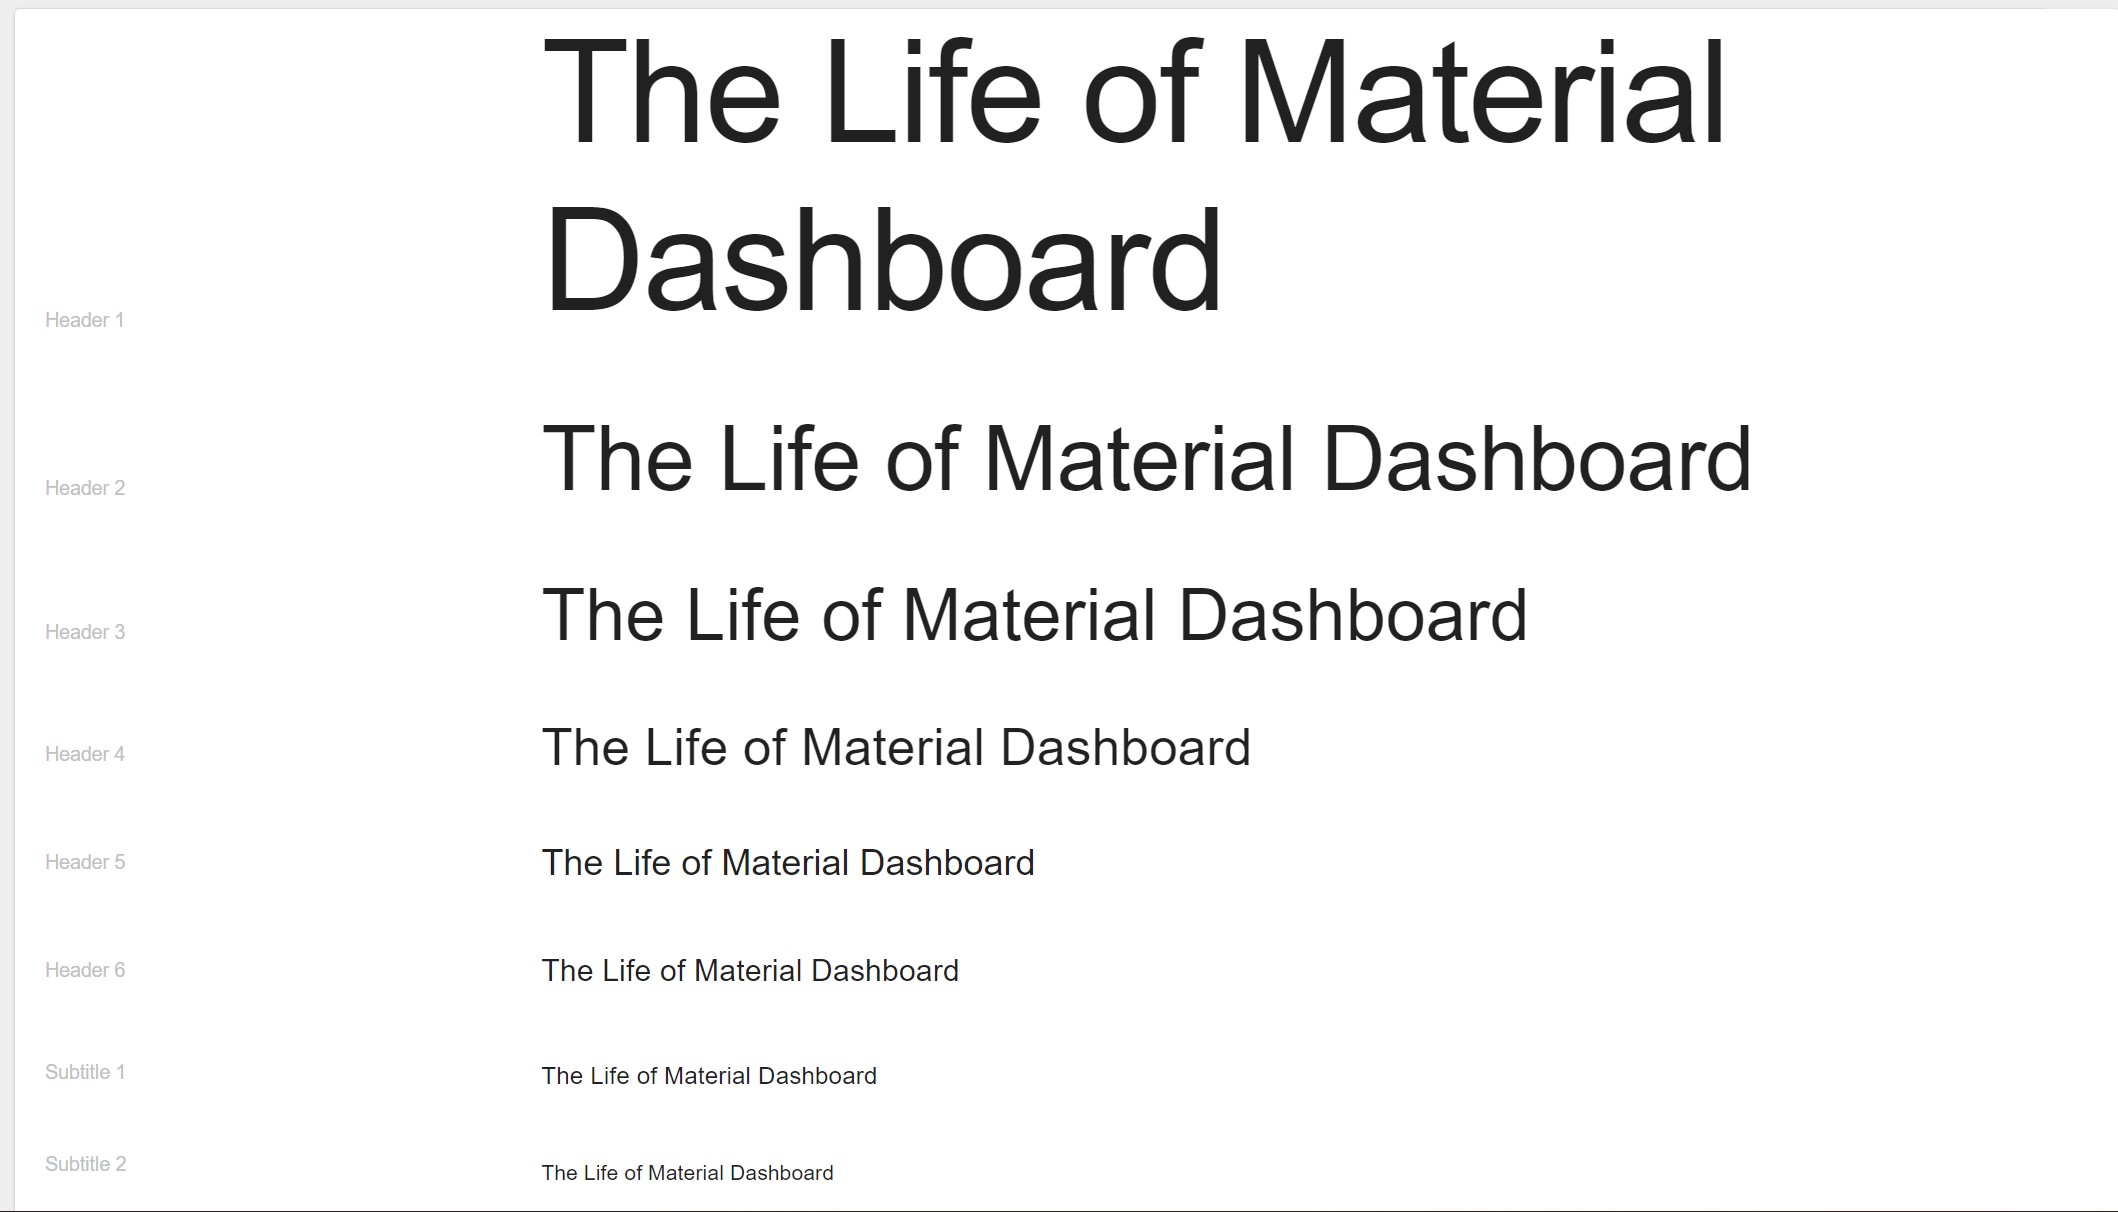 The Life of Material
Dashboard
Header 1
Header 2 The Life of Material Dashboard
Header 3 The Life of Material Dashboard
Header 4 The Life of Material Dashboard
Header 5 The Life of Material Dashboard
Header 6 The Life of Material Dashboard
Subtitle 1 The Life of Material Dashboard
Subtitle 2 The Life of Material Dashboard